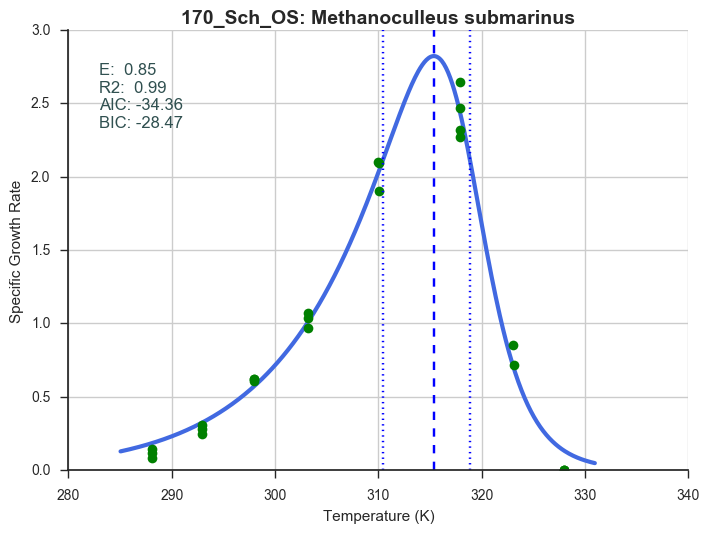 170_Sch_OS: Methanoculleus submarinus
E:  0.85
R2:  0.99
AIC: -34.36
BIC: -28.47
Specific Growth Rate
3.0
2.5
2.0
1.5
1.0
0.5
0.0
280 290 300 310 320 330 340
Temperature (K)